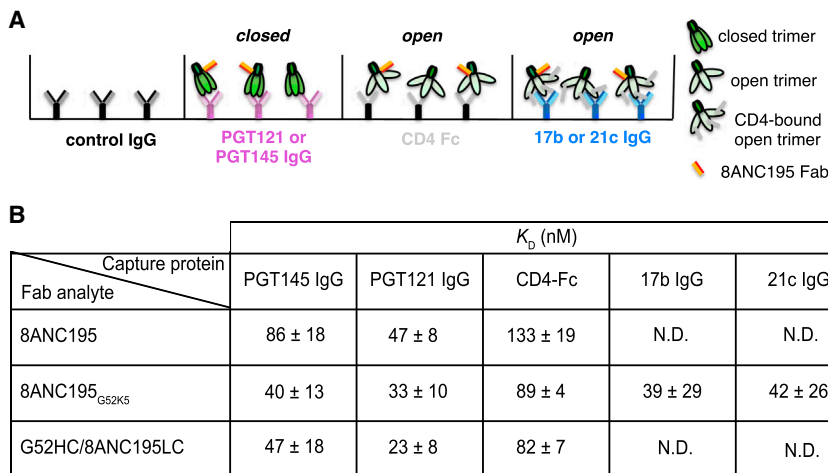 A
closed
open
open
closed trimer
open trimer
CD4-bound
open trimer
8ANC195 Fab
control IgG
PGT121 or
PGT145 IgG
CD4 Fc
17b or 21c IgG
B
K_D (nM)
Capture protein
Fab analyte
PGT145 IgG PGT121 IgG CD4-Fc 17b IgG 21c IgG
8ANC195 86 ± 18 47 ± 8 133 ± 19 N.D. N.D.
8ANC195_G52K5 40 ± 13 33 ± 10 89 ± 4 39 ± 29 42 ± 26
G52HC/8ANC195LC 47 ± 18 23 ± 8 82 ± 7 N.D. N.D.